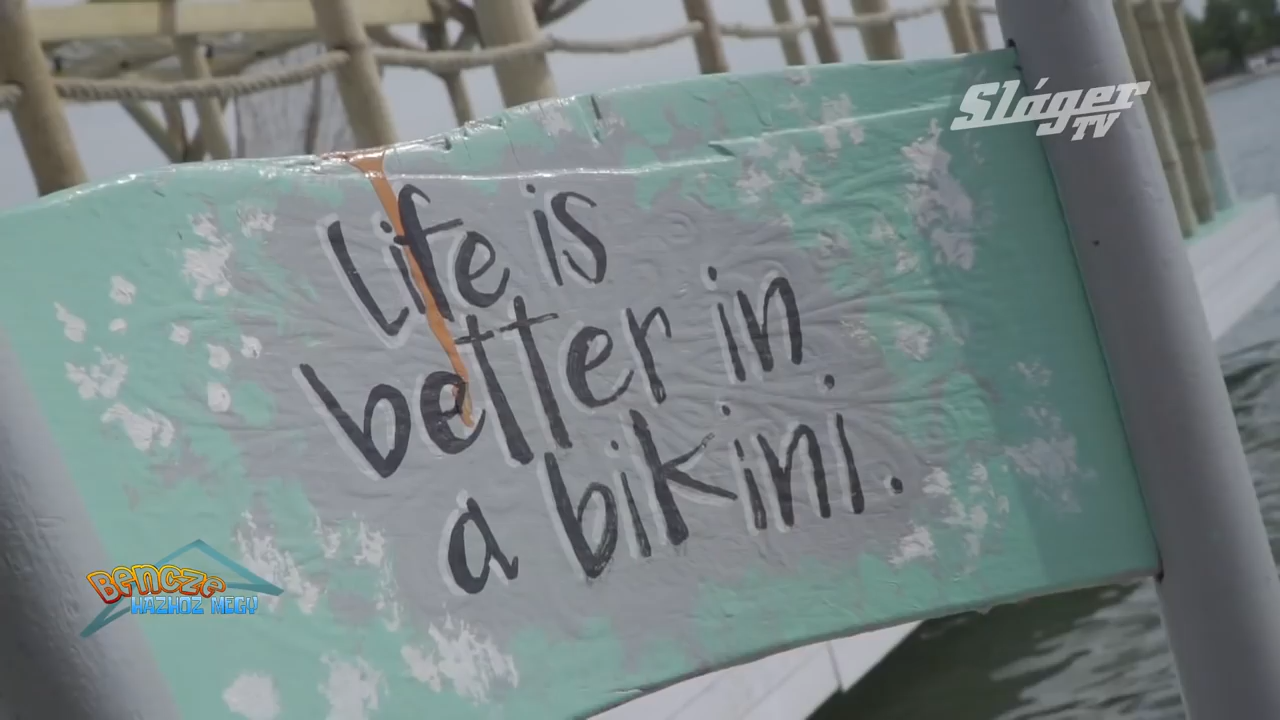 Sláger
TV
life is
better in
a bikini.
BENCZE
HÁZHOZ MEGY